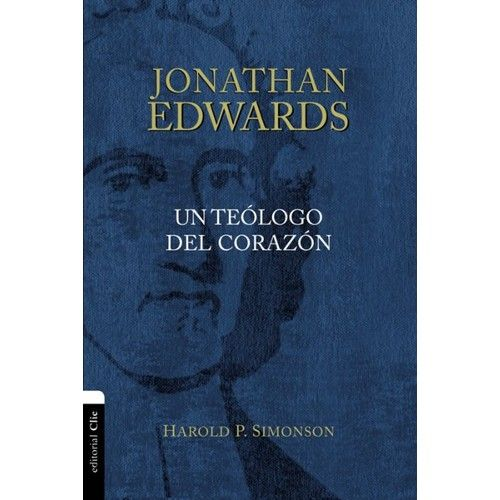 JONATHAN
EDWARDS
UN TEÓLOGO
DEL CORAZÓN
HAROLD P. SIMONSON
editorial Clie